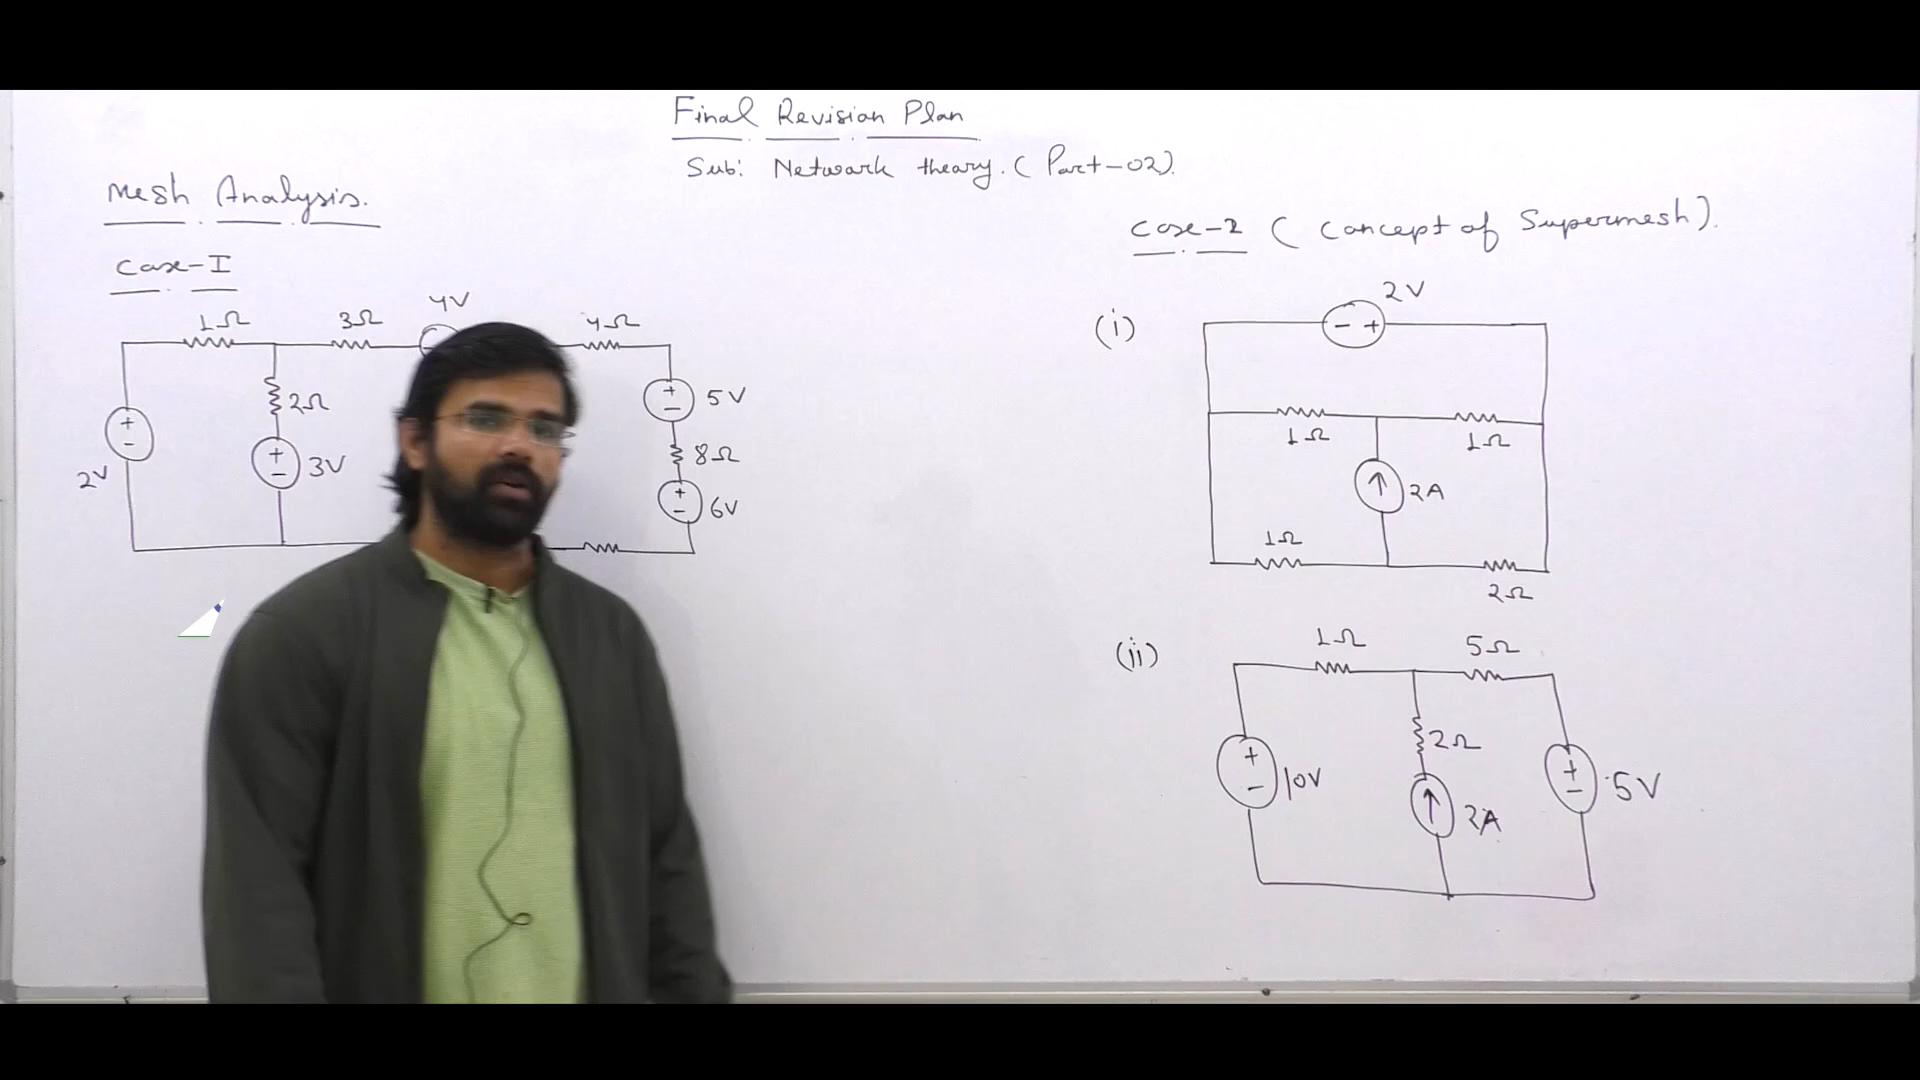 Final Revision Plan
Sub: Network theory. (Part-02).
Mesh Analysis.
Case-I
1Ω
3Ω
4V
4Ω
2Ω
+
-
3V
+
-
2V
+
-
5V
8Ω
+
-
6V
Case-2 (Concept of Supermesh).
(i)
2V
- +
1Ω
1Ω
2A
1Ω
2Ω
(ii)
1Ω
5Ω
2Ω
+
-
10V
2A
+
-
5V